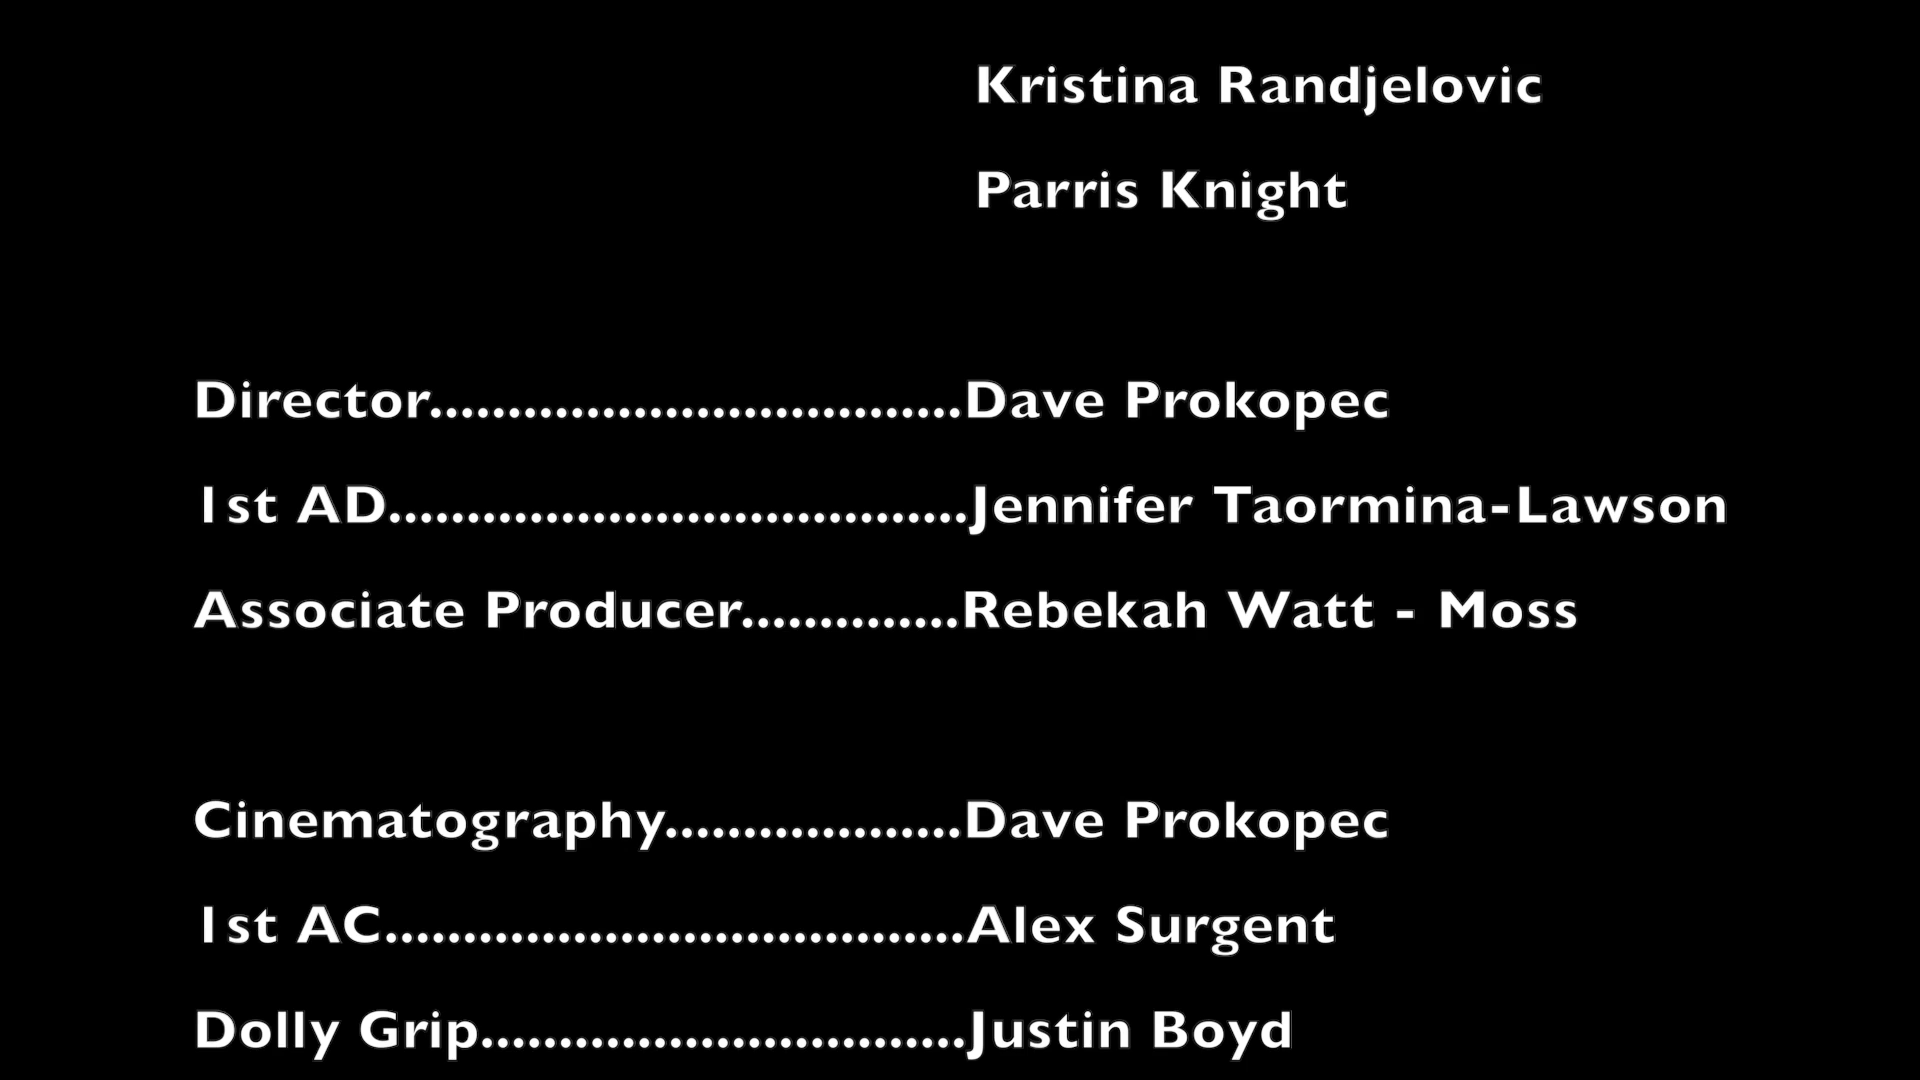 Kristina Randjelovic
Parris Knight
Director..................................Dave Prokopec
1st AD.....................................Jennifer Taormina-Lawson
Associate Producer..............Rebekah Watt - Moss
Cinematography...................Dave Prokopec
1st AC.....................................Alex Surgent
Dolly Grip...............................Justin Boyd